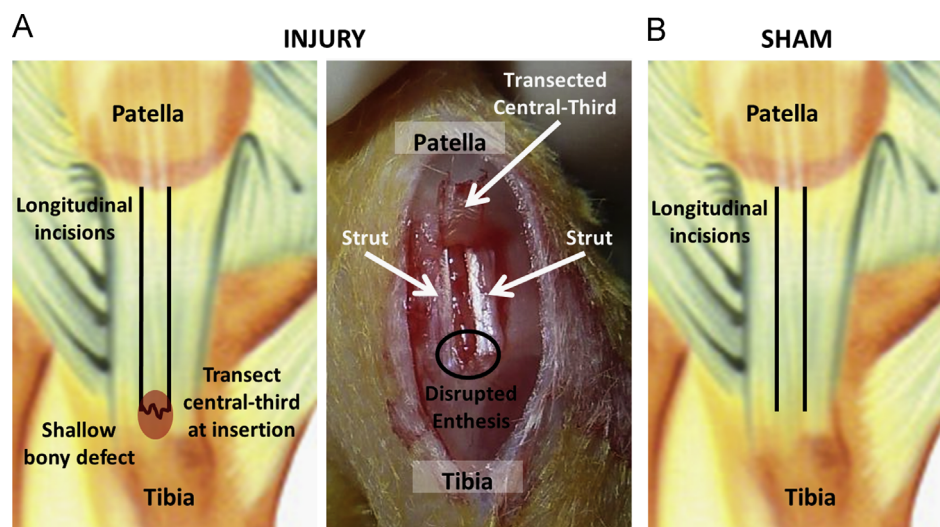 A
INJURY
B
SHAM
Patella
Longitudinal
incisions
Transect
central-third
at insertion
Shallow
bony defect
Tibia
Transected
Central-Third
Patella
Strut
Strut
Disrupted
Enthesis
Tibia
Patella
Longitudinal
incisions
Tibia